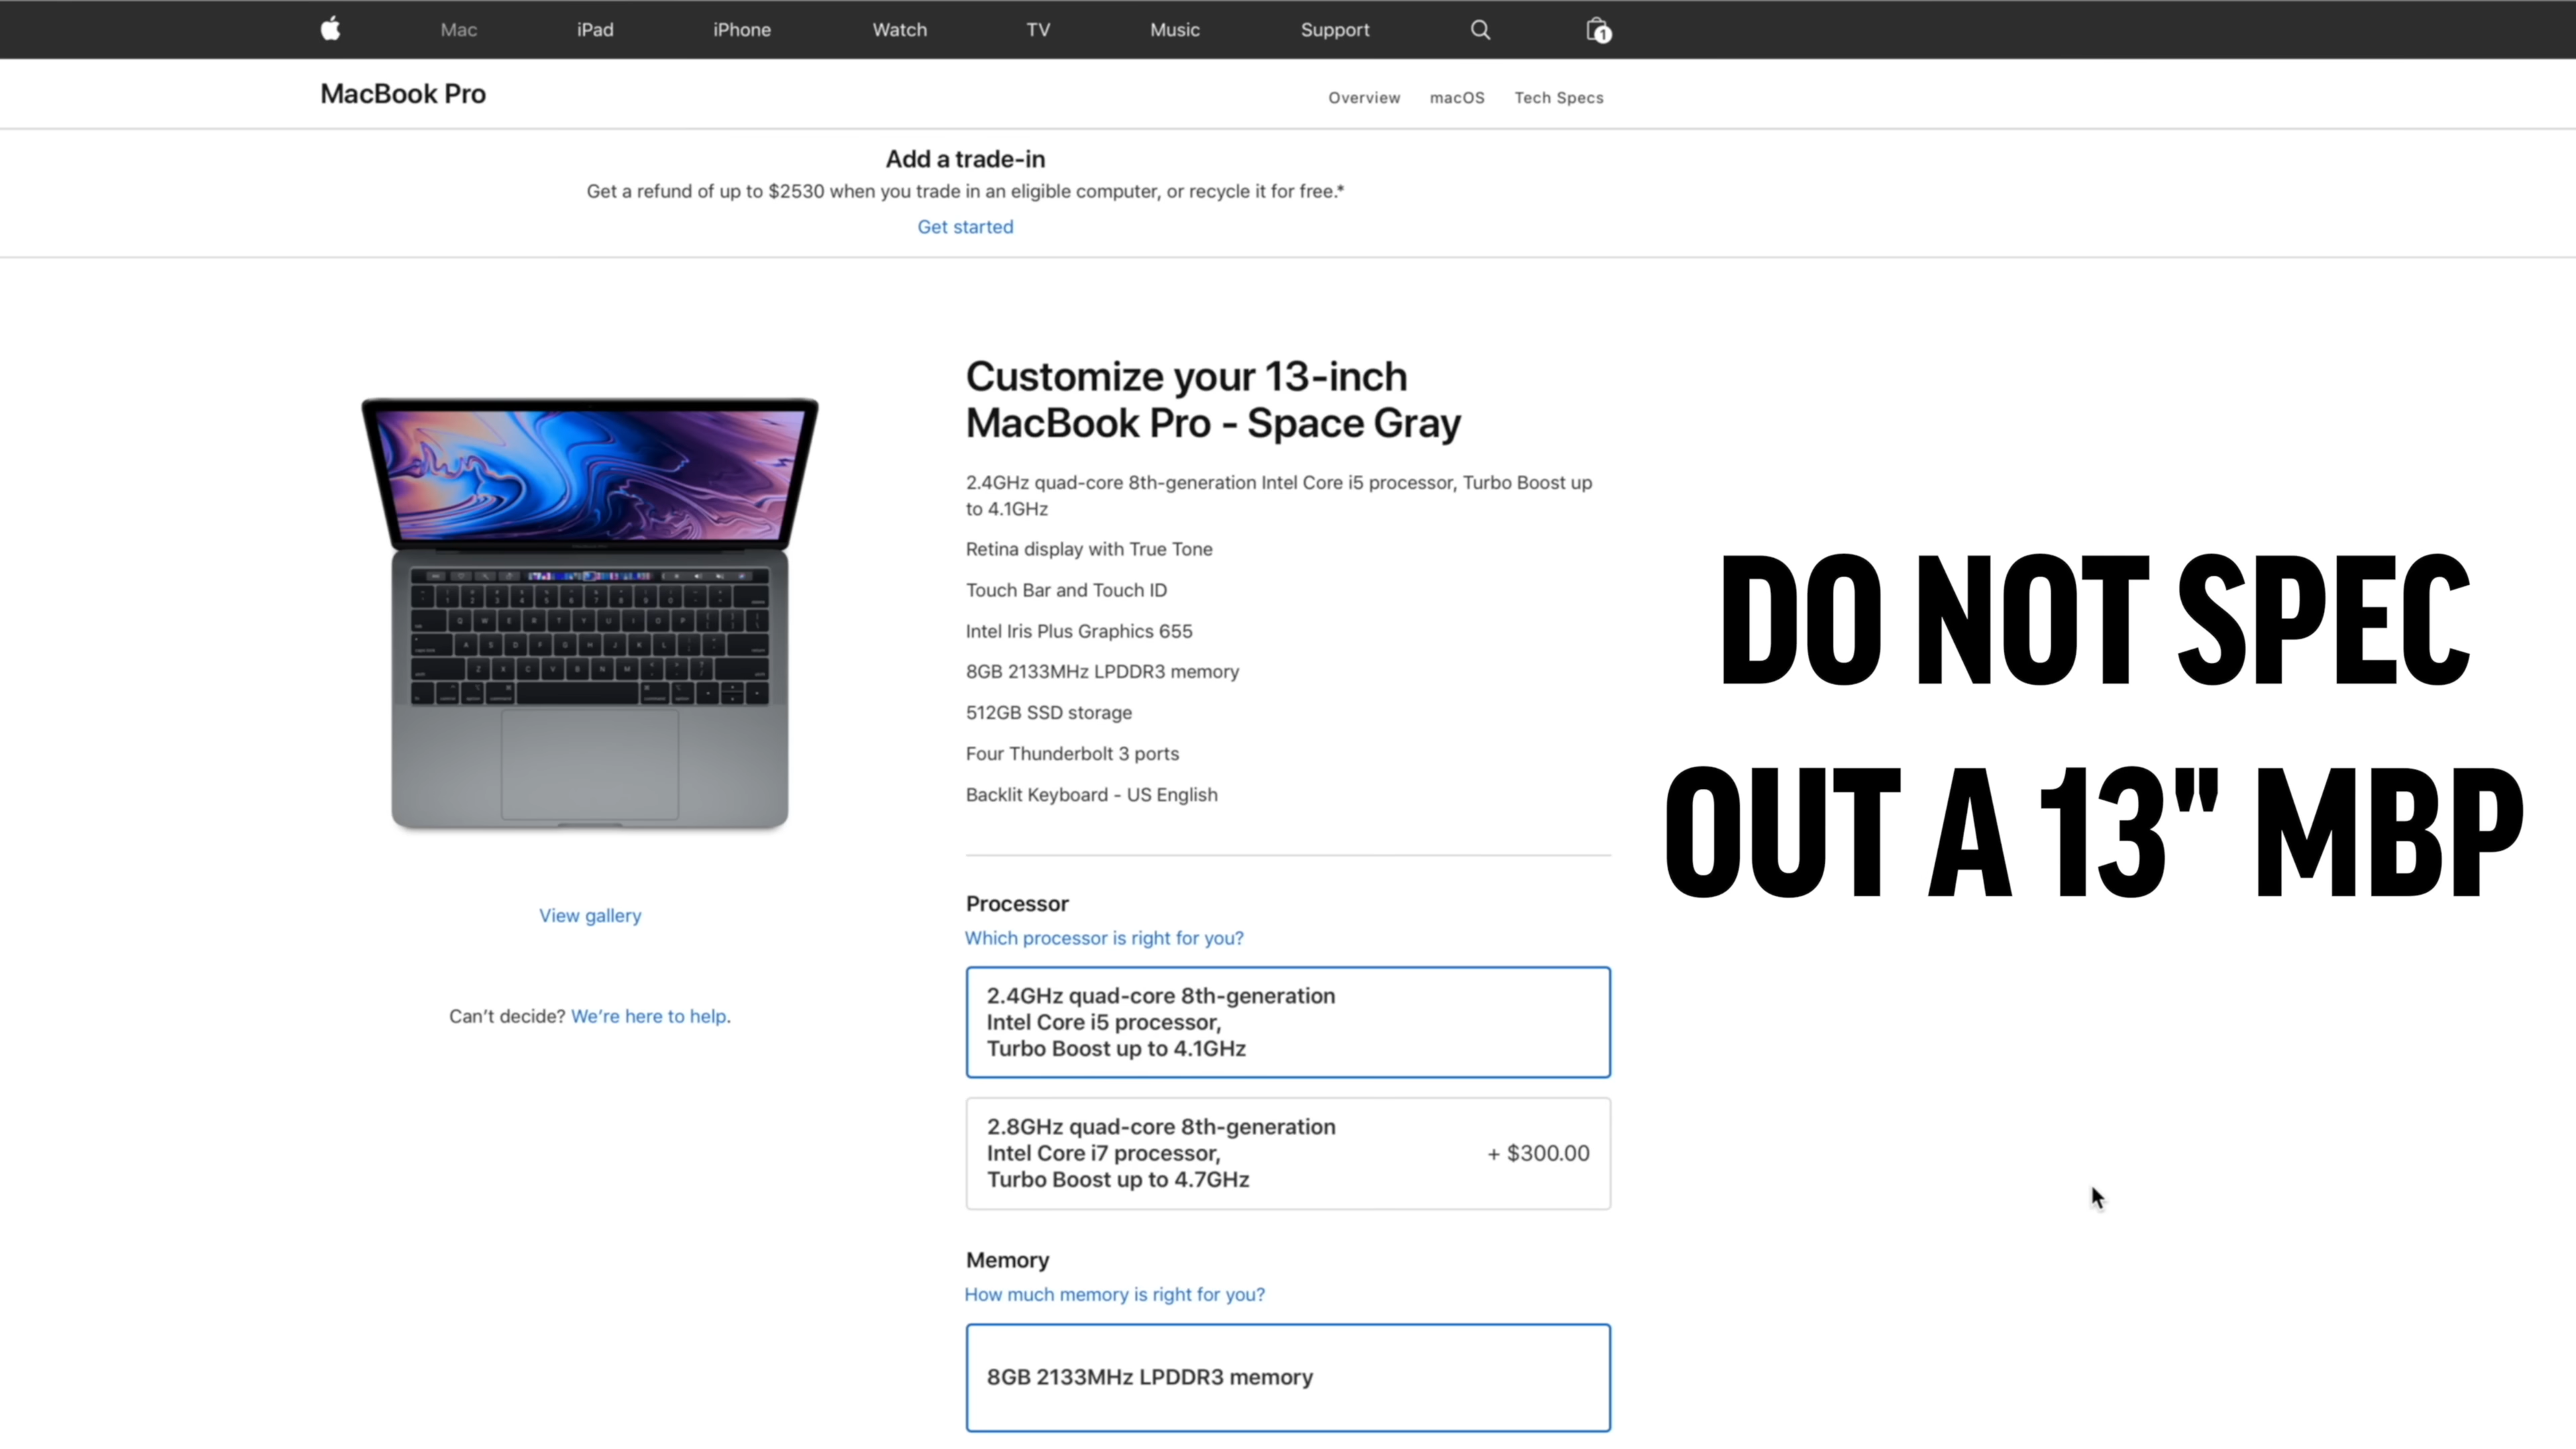 Mac
iPad
iPhone
Watch
TV
Music
Support
1
MacBook Pro
Overview
macOS
Tech Specs
Add a trade-in
Get a refund of up to $2530 when you trade in an eligible computer, or recycle it for free.*
Get started
Customize your 13-inch
MacBook Pro - Space Gray
2.4GHz quad-core 8th-generation Intel Core i5 processor, Turbo Boost up
to 4.1GHz
Retina display with True Tone
Touch Bar and Touch ID
Intel Iris Plus Graphics 655
8GB 2133MHz LPDDR3 memory
512GB SSD storage
Four Thunderbolt 3 ports
Backlit Keyboard - US English
DO NOT SPEC
OUT A 13" MBP
View gallery
Can't decide? We're here to help.
Processor
Which processor is right for you?
2.4GHz quad-core 8th-generation
Intel Core i5 processor,
Turbo Boost up to 4.1GHz
2.8GHz quad-core 8th-generation
Intel Core i7 processor,
Turbo Boost up to 4.7GHz
+ $300.00
Memory
How much memory is right for you?
8GB 2133MHz LPDDR3 memory